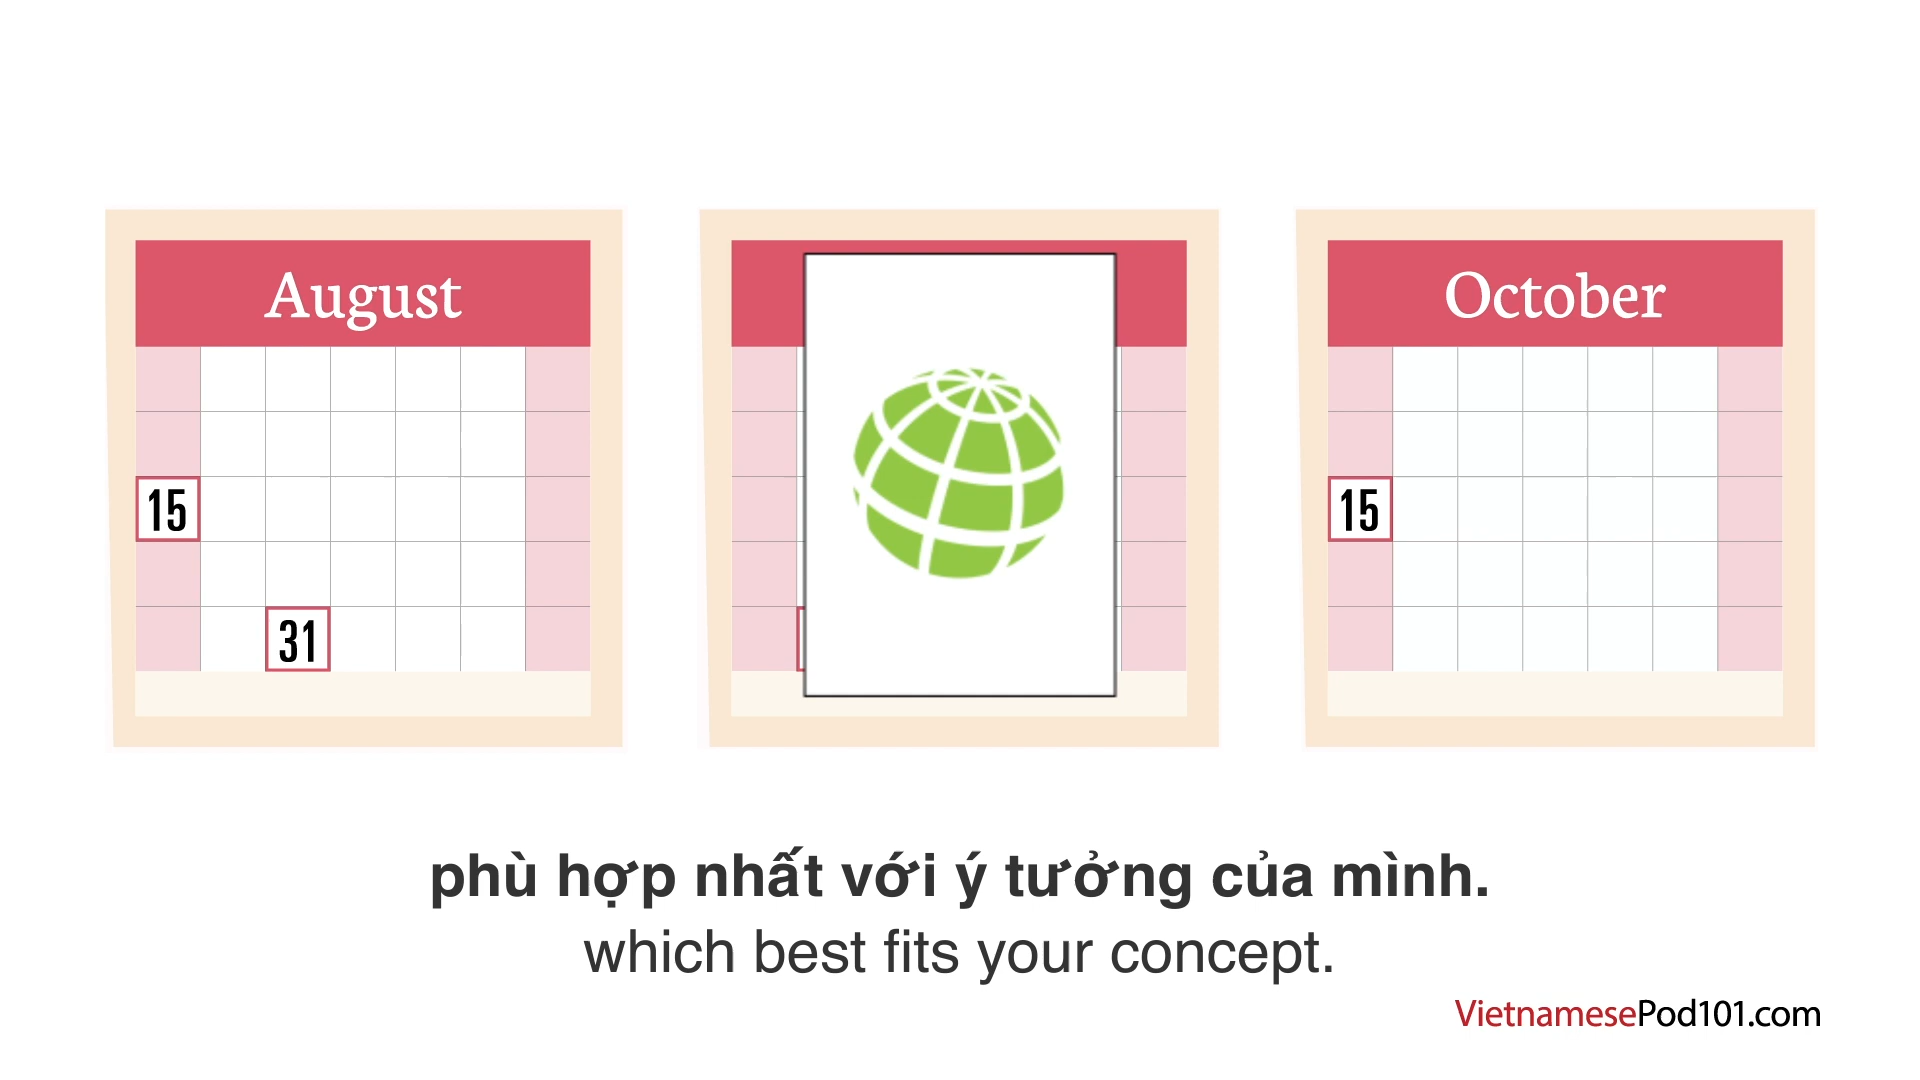 August
October
15
15
31
phù hợp nhất với ý tưởng của mình.
which best fits your concept.
VietnamesePod101.com